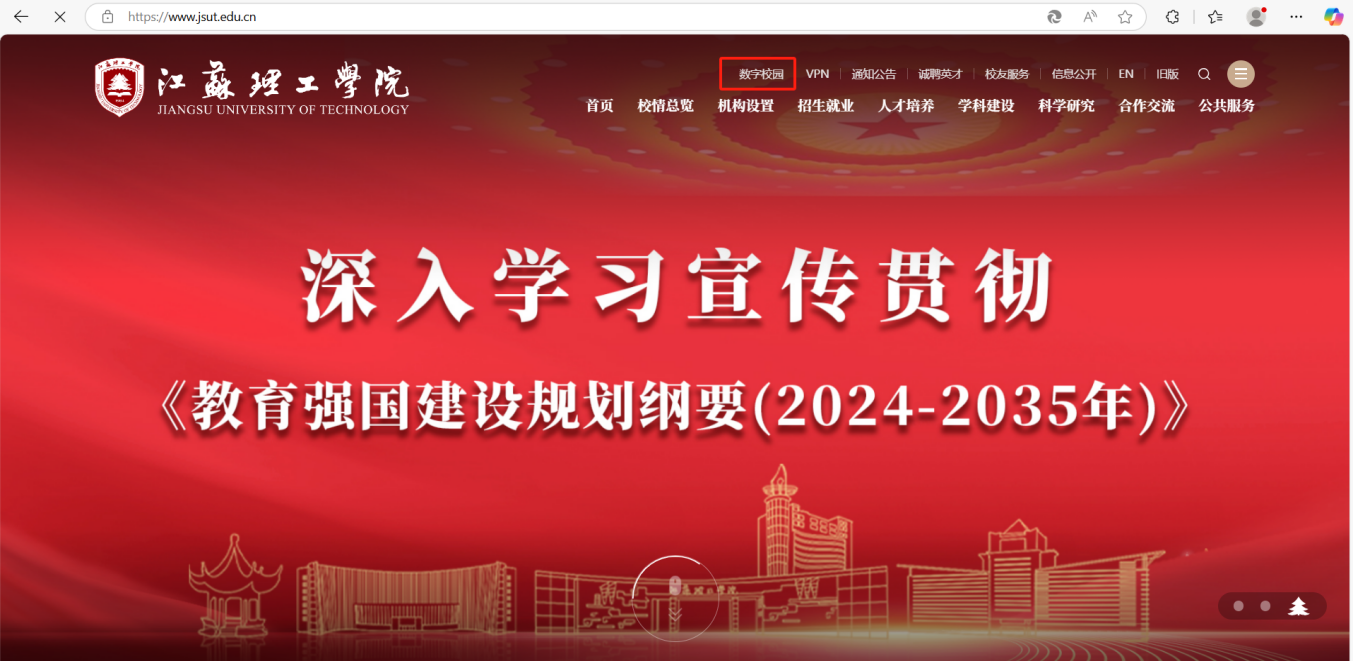 https://www.jsut.edu.cn
江蘇理工學院
JIANGSU UNIVERSITY OF TECHNOLOGY
数字校园 VPN 通知公告 诚聘英才 校友服务 信息公开 EN 旧版
首页 校情总览 机构设置 招生就业 人才培养 学科建设 科学研究 合作交流 公共服务
深入学习宣传贯彻
《教育强国建设规划纲要(2024-2035年)》